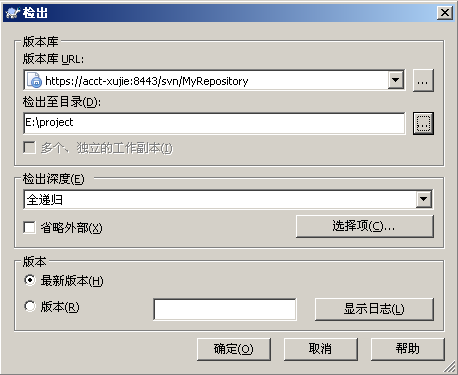 检出
版本库
版本库 URL:
https://acct-xujie:8443/svn/MyRepository
...
检出至目录(D):
E:\project
...
多个、独立的工作副本(I)
检出深度(E)
全递归
省略外部(X)
选择项(C)...
版本
最新版本(H)
版本(R)
显示日志(L)
确定(O)
取消
帮助